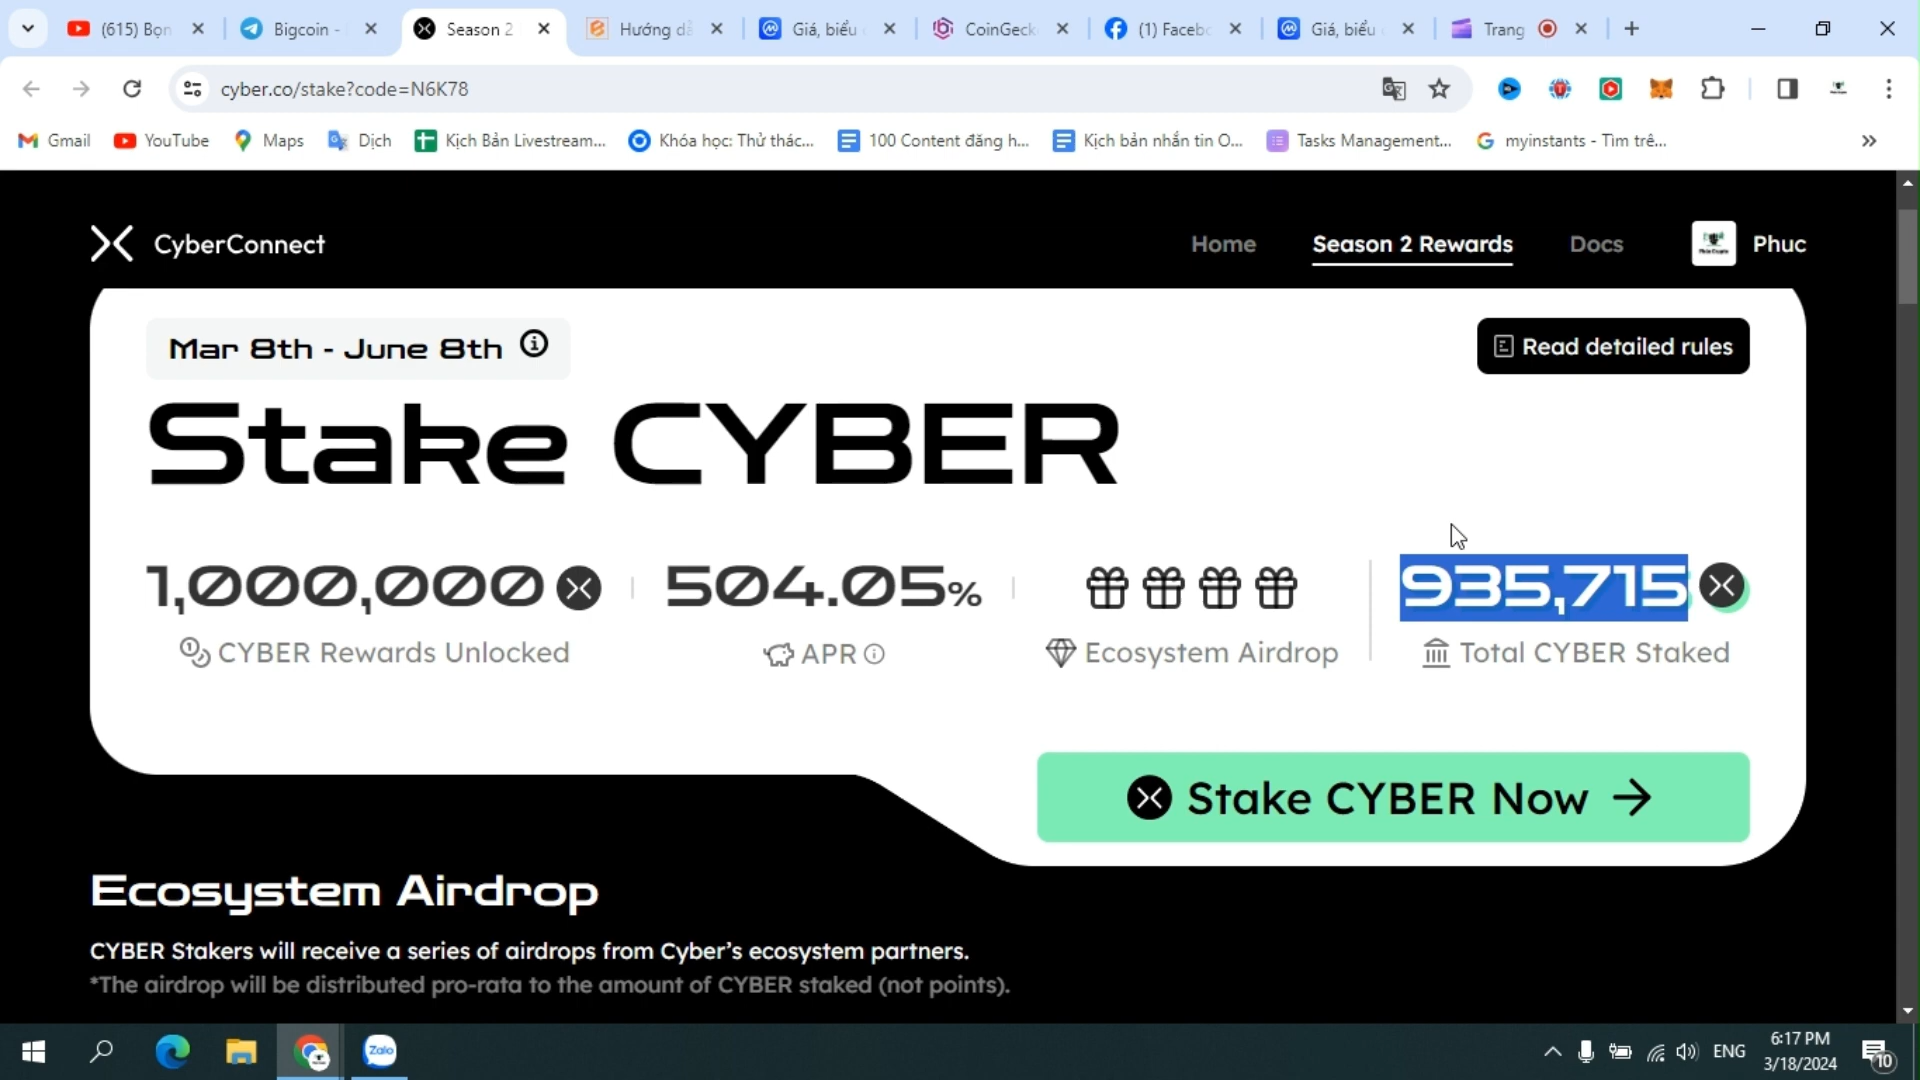 (615) Bọn
Bigcoin -
Season 2
Hướng dẫ
Giá, biểu
CoinGeck
(1) Facebo
Giá, biểu
Trang
cyber.co/stake?code=N6K78
Gmail
YouTube
Maps
Dịch
Kịch Bản Livestream...
Khóa học: Thử thác...
100 Content đăng h...
Kịch bản nhắn tin O...
Tasks Management...
myinstants - Tìm trê...
CyberConnect
Home
Season 2 Rewards
Docs
Phuc
Mar 8th - June 8th
Read detailed rules
Stake CYBER
1,000,000
504.05%
935,715
CYBER Rewards Unlocked
APR
Ecosystem Airdrop
Total CYBER Staked
Stake CYBER Now
Ecosystem Airdrop
CYBER Stakers will receive a series of airdrops from Cyber's ecosystem partners.
*The airdrop will be distributed pro-rata to the amount of CYBER staked (not points).
Zalo
ENG
6:17 PM
3/18/2024
10